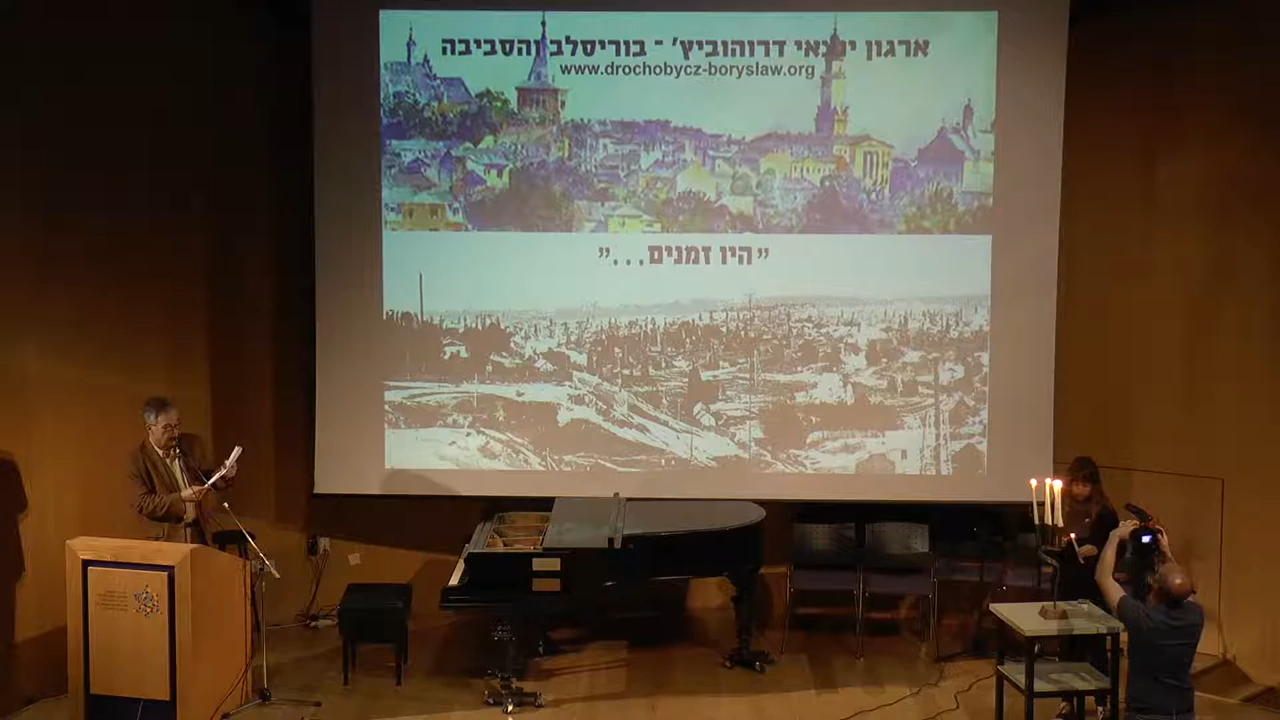 ארגון יוצאי דרוהוביץ' - בוריסלב והסביבה
www.drochobycz-boryslaw.org
"היו זמנים..."